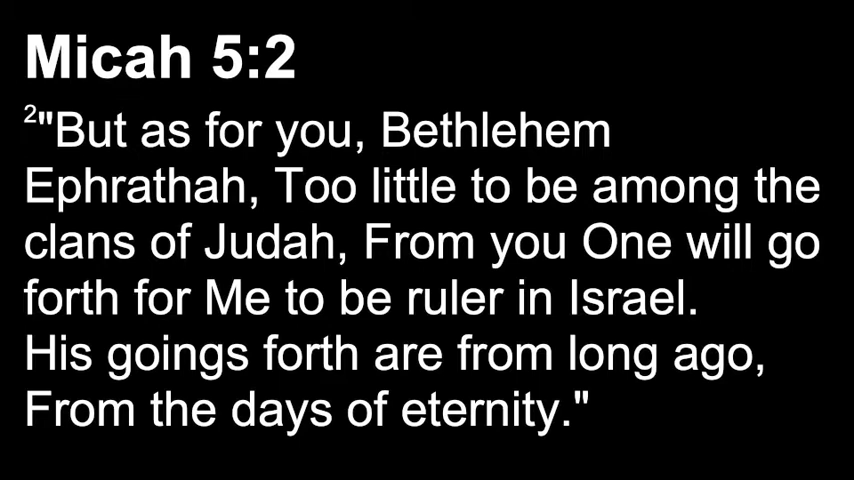 Micah 5:2
2"But as for you, Bethlehem
Ephrathah, Too little to be among the
clans of Judah, From you One will go
forth for Me to be ruler in Israel.
His goings forth are from long ago,
From the days of eternity."